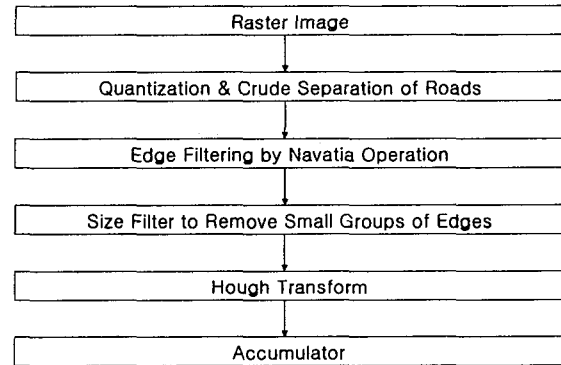 Raster Image
Quantization & Crude Separation of Roads
Edge Filtering by Navatia Operation
Size Filter to Remove Small Groups of Edges
Hough Transform
Accumulator